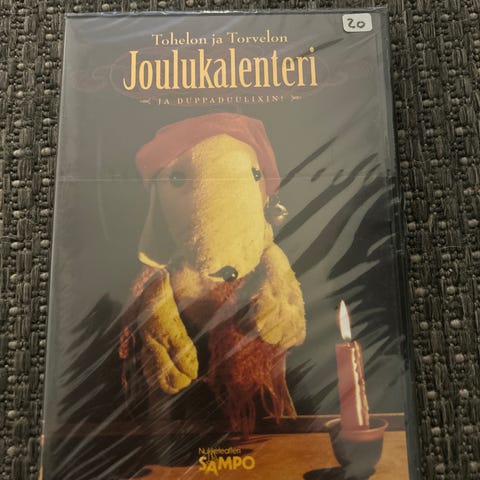 20
Tohelon ja Torvelon
Joulukalenteri
JA DUPPADUULIXIN!
Nukketeatteri
SAMPO